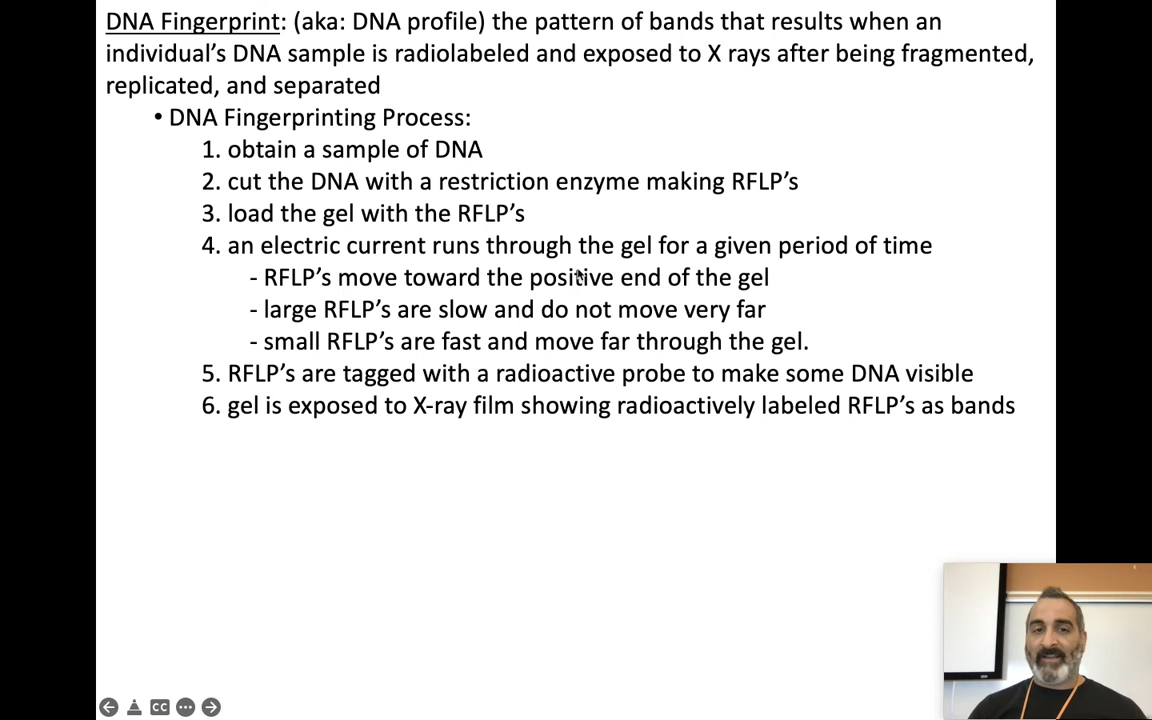 DNA Fingerprint: (aka: DNA profile) the pattern of bands that results when an
individual’s DNA sample is radiolabeled and exposed to X rays after being fragmented,
replicated, and separated
• DNA Fingerprinting Process:
1. obtain a sample of DNA
2. cut the DNA with a restriction enzyme making RFLP’s
3. load the gel with the RFLP’s
4. an electric current runs through the gel for a given period of time
- RFLP’s move toward the positive end of the gel
- large RFLP’s are slow and do not move very far
- small RFLP’s are fast and move far through the gel.
5. RFLP’s are tagged with a radioactive probe to make some DNA visible
6. gel is exposed to X-ray film showing radioactively labeled RFLP’s as bands
CC